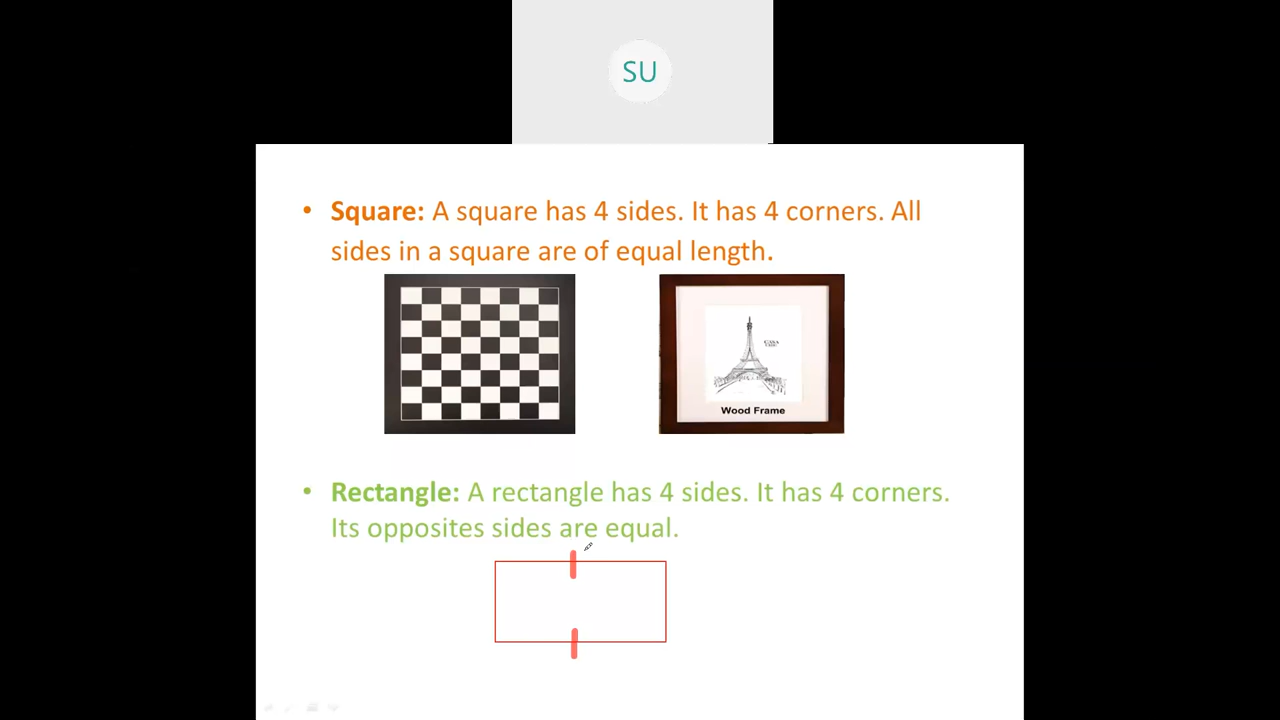 SU
• Square: A square has 4 sides. It has 4 corners. All
sides in a square are of equal length.
Wood Frame
• Rectangle: A rectangle has 4 sides. It has 4 corners.
Its opposites sides are equal.